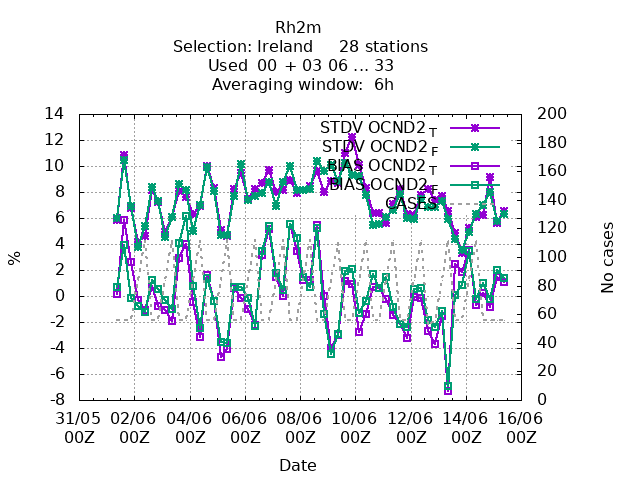 Rh2m
Selection: Ireland     28 stations
Used  00 + 03 06 ... 33
Averaging window:  6h
STDV OCND2 T
STDV OCND2 F
BIAS OCND2 T
BIAS OCND2 F
CASES
14
12
10
8
6
4
2
0
-2
-4
-6
-8
%
200
180
160
140
120
100
80
60
40
20
0
No cases
31/05 02/06 04/06 06/06 08/06 10/06 12/06 14/06 16/06
00Z 00Z 00Z 00Z 00Z 00Z 00Z 00Z 00Z
Date